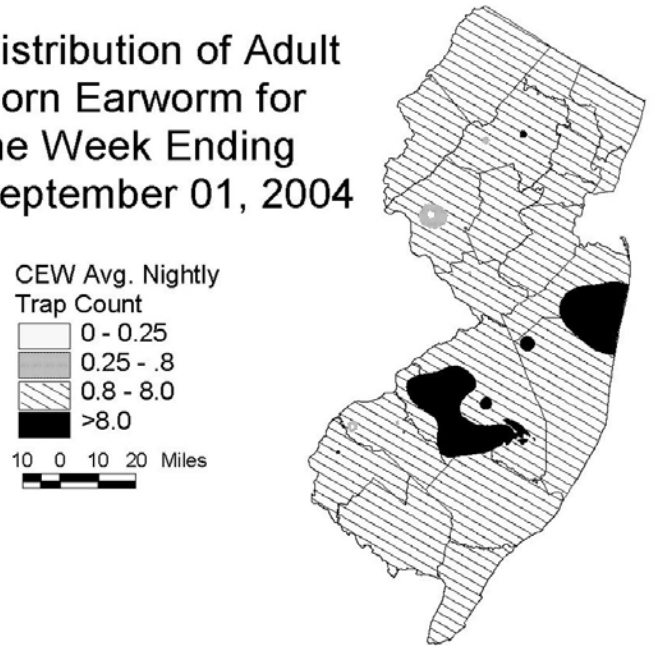 istribution of Adult
orn Earworm for
e Week Ending
eptember 01, 2004
CEW Avg. Nightly
Trap Count
0 - 0.25
0.25 - .8
0.8 - 8.0
>8.0
10 0 10 20 Miles